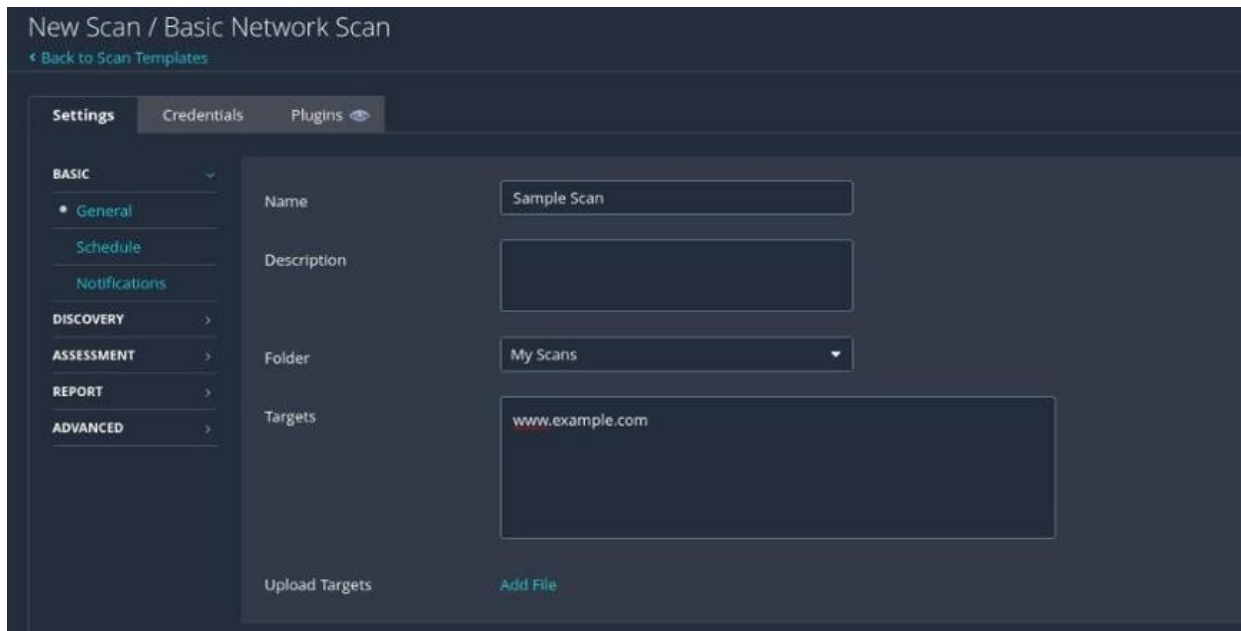 New Scan / Basic Network Scan
Back to Scan Templates
Settings Credentials Plugins
BASIC
General
Schedule
Notifications
DISCOVERY
ASSESSMENT
REPORT
ADVANCED
Name Sample Scan
Description
Folder My Scans
Targets www.example.com
Upload Targets Add File